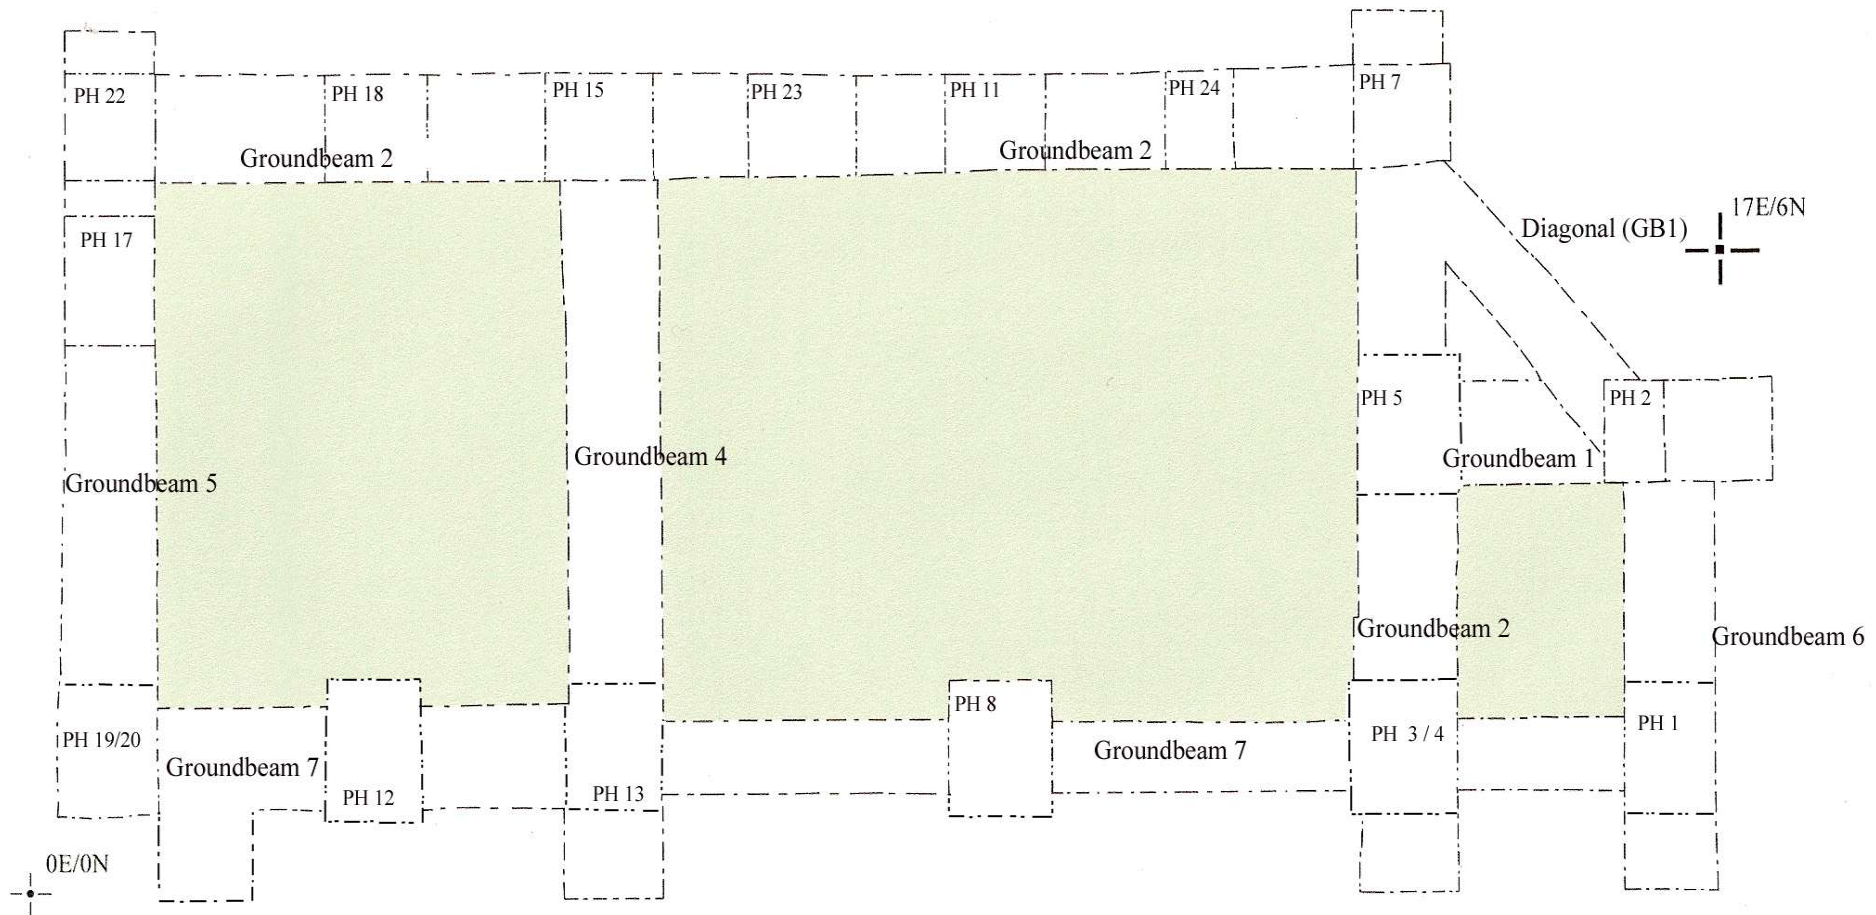 PH 22
PH 18
PH 15
PH 23
PH 11
PH 24
PH 7
Groundbeam 2
Groundbeam 2
17E/6N
Diagonal (GB1)
PH 17
PH 5
PH 2
Groundbeam 5
Groundbeam 4
Groundbeam 1
Groundbeam 2
Groundbeam 6
PH 19/20
Groundbeam 7
PH 12
PH 13
PH 8
Groundbeam 7
PH 3 / 4
PH 1
0E/0N